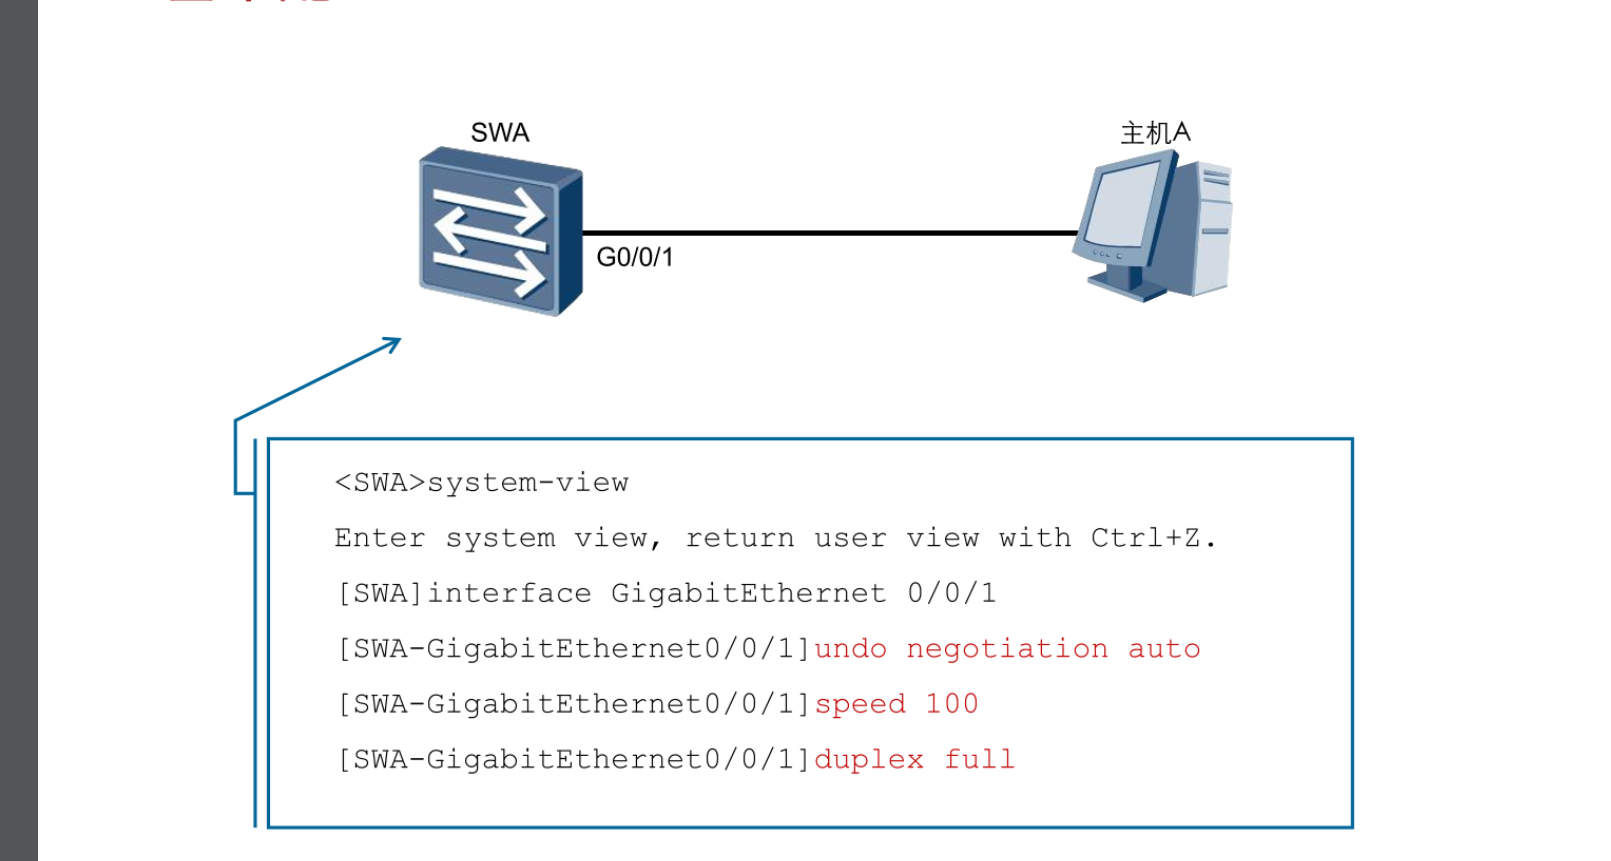 SWA
主机A
G0/0/1
<SWA>system-view
Enter system view, return user view with Ctrl+Z.
[SWA]interface GigabitEthernet 0/0/1
[SWA-GigabitEthernet0/0/1]undo negotiation auto
[SWA-GigabitEthernet0/0/1]speed 100
[SWA-GigabitEthernet0/0/1]duplex full